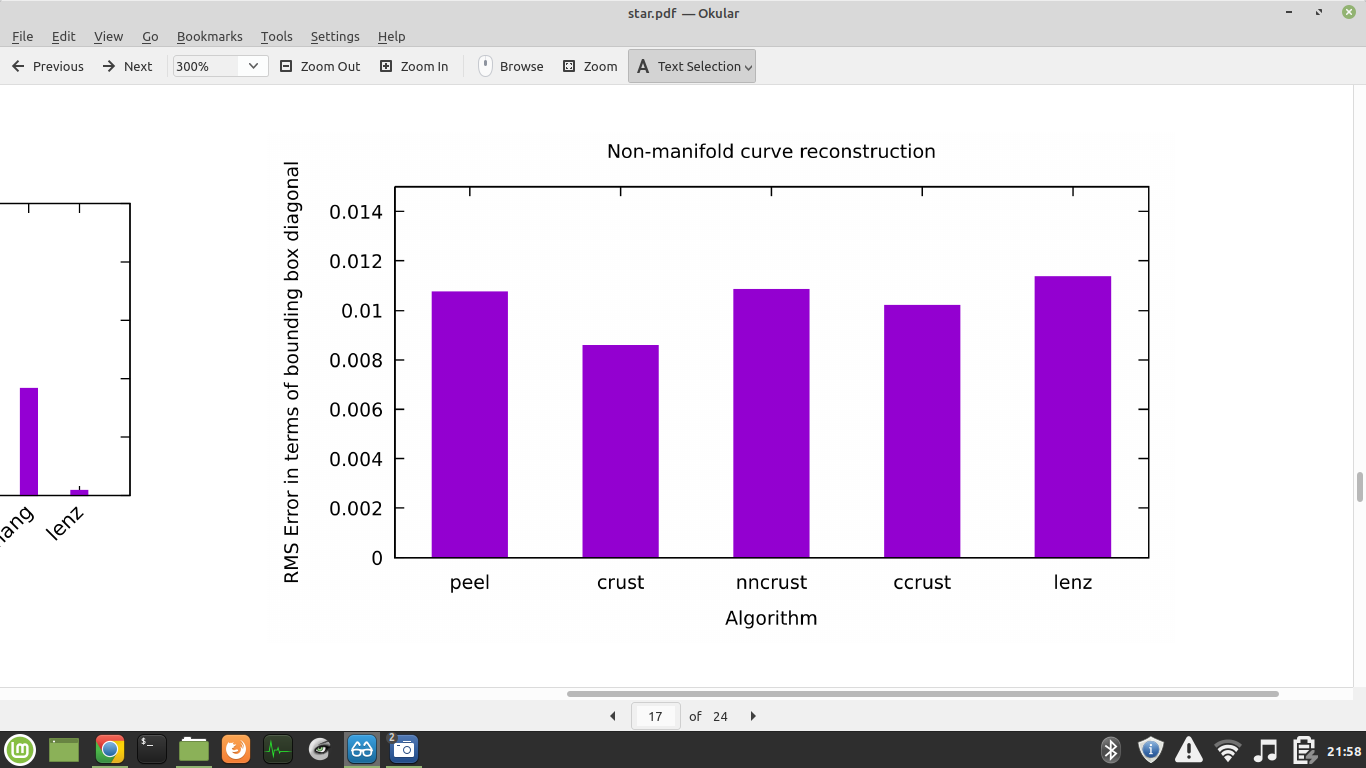 star.pdf — Okular
File Edit View Go Bookmarks Tools Settings Help
Previous Next 300% Zoom Out Zoom In Browse Zoom Text Selection
Non-manifold curve reconstruction
RMS Error in terms of bounding box diagonal
0.014
0.012
0.01
0.008
0.006
0.004
0.002
0
peel crust nncrust ccrust lenz
Algorithm
lenz
17 of 24
2
21:58